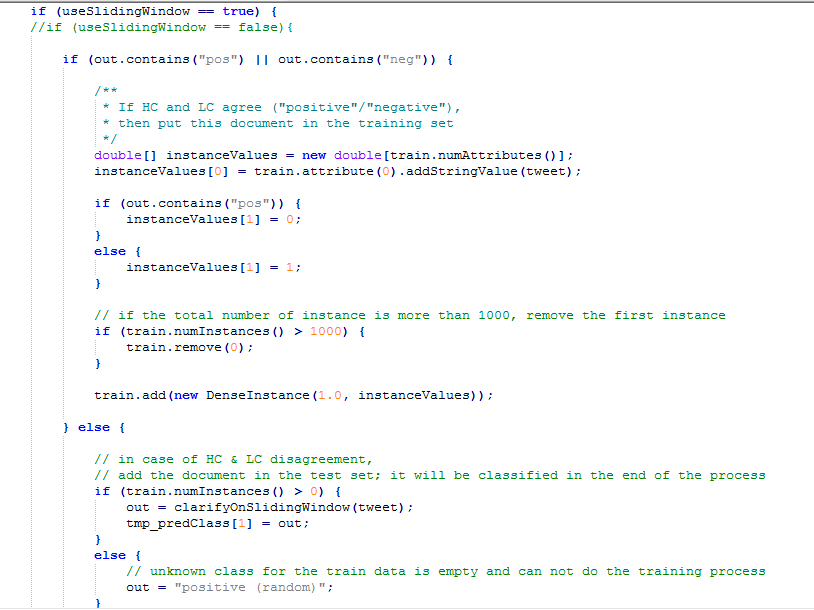 if (useSlidingWindow == true) {
//if (useSlidingWindow == false){
if (out.contains("pos") || out.contains("neg")) {
/**
* If HC and LC agree ("positive"/"negative"),
* then put this document in the training set
*/
double[] instanceValues = new double[train.numAttributes()];
instanceValues[0] = train.attribute(0).addStringValue(tweet);
if (out.contains("pos")) {
instanceValues[1] = 0;
}
else {
instanceValues[1] = 1;
}
// if the total number of instance is more than 1000, remove the first instance
if (train.numInstances() > 1000) {
train.remove(0);
}
train.add(new DenseInstance(1.0, instanceValues));
} else {
// in case of HC & LC disagreement,
// add the document in the test set; it will be classified in the end of the process
if (train.numInstances() > 0) {
out = clarifyOnSlidingWindow(tweet);
tmp_predClass[1] = out;
}
else {
// unknown class for the train data is empty and can not do the training process
out = "positive (random)";
}